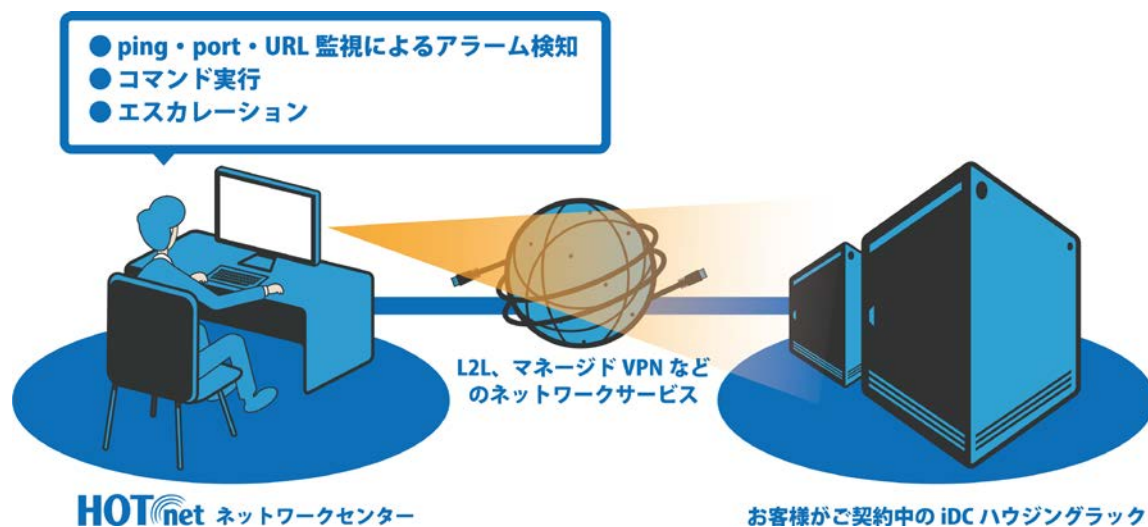 ● ping・port・URL 監視によるアラーム検知
● コマンド実行
● エスカレーション
L2L、マネージド VPN など
のネットワークサービス
HOTnet ネットワークセンター
お客様がご契約中の iDC ハウジングラック